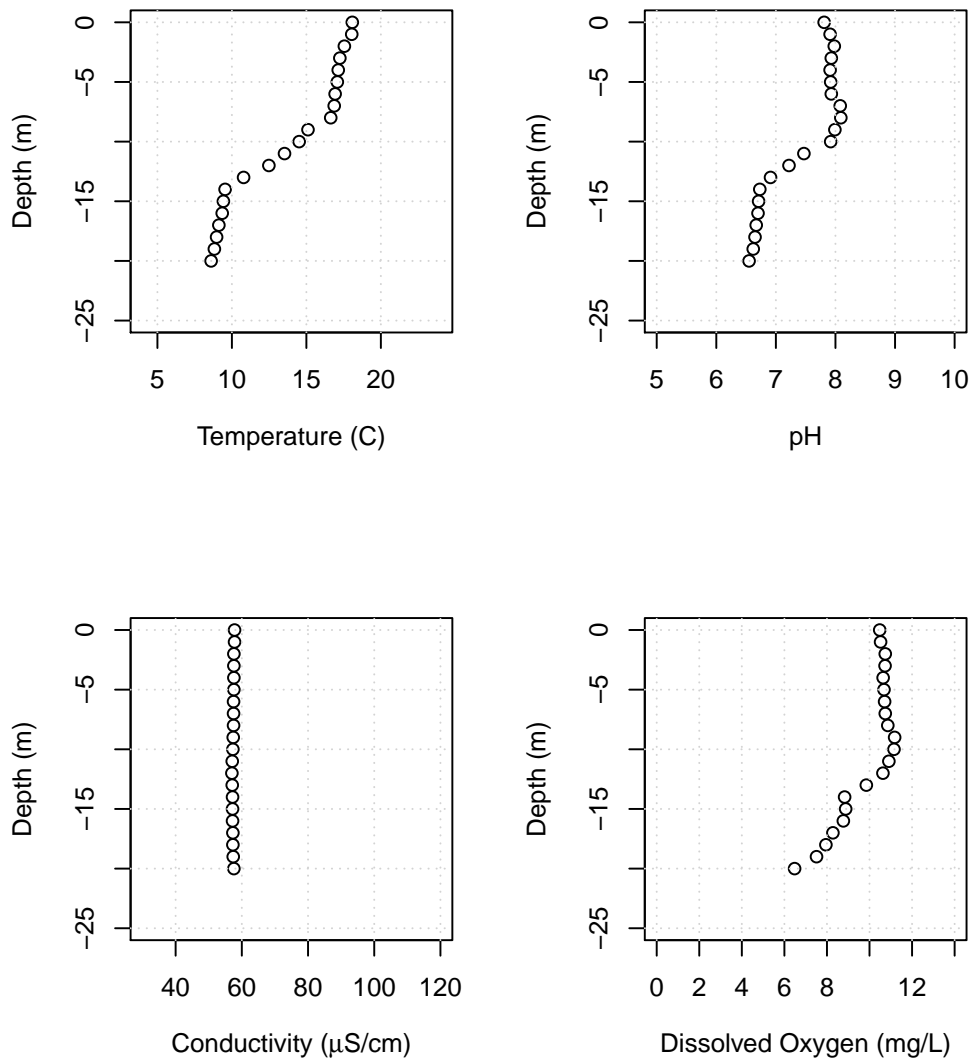 0
−5
−15
−25
Depth (m)
5 10 15 20
Temperature (C)
0
−5
−15
−25
Depth (m)
5 6 7 8 9 10
pH
0
−5
−15
−25
Depth (m)
40 60 80 100 120
Conductivity (μS/cm)
0
−5
−15
−25
Depth (m)
0 2 4 6 8 12
Dissolved Oxygen (mg/L)